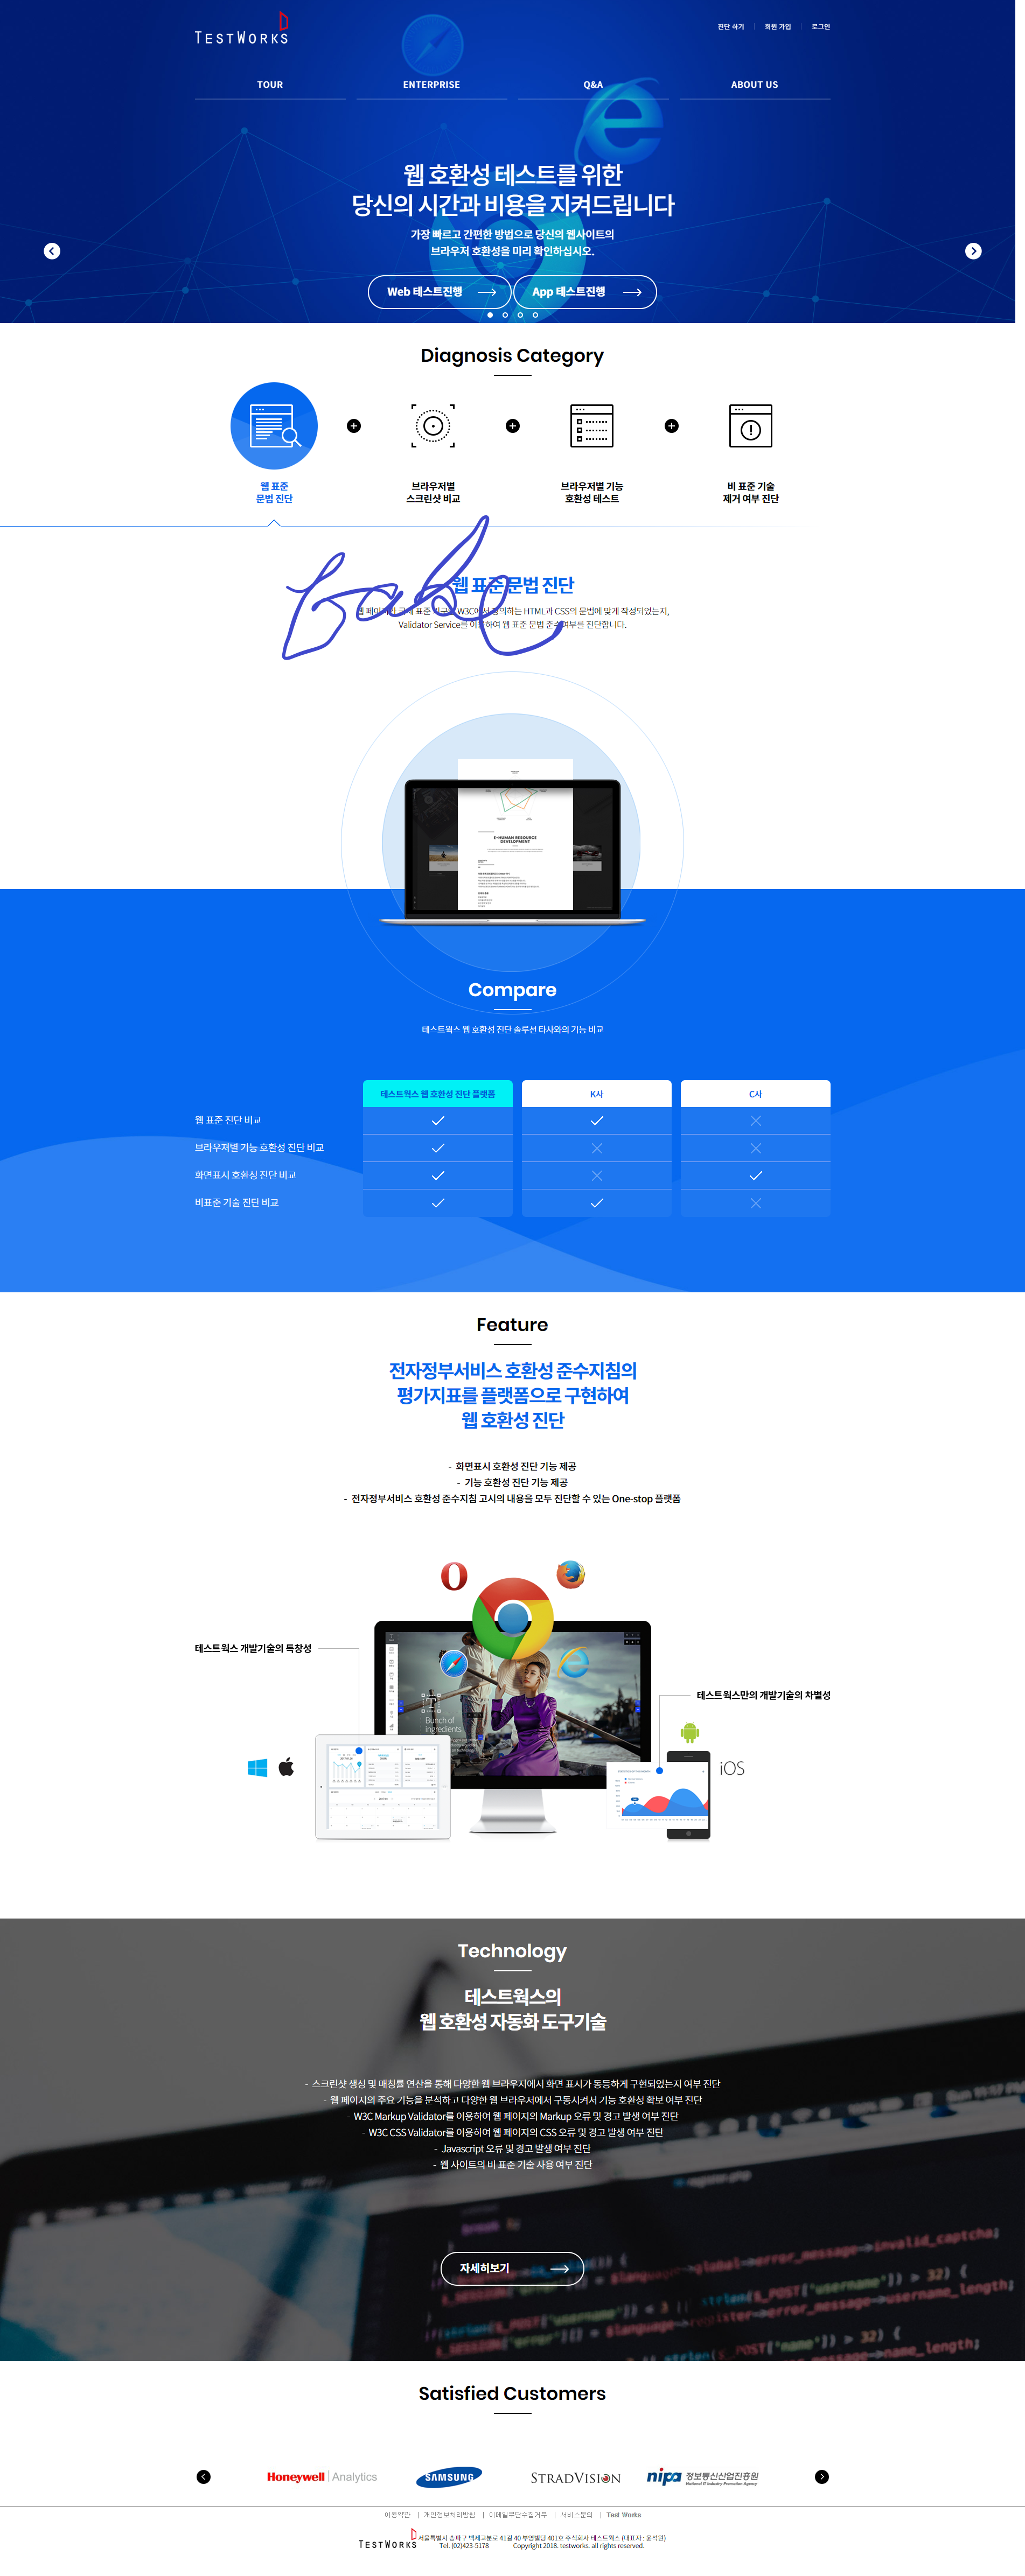 TESTWORKS
진단 하기 | 회원 가입 | 로그인
TOUR
ENTERPRISE
Q&A
ABOUT US
웹 호환성 테스트를 위한
당신의 시간과 비용을 지켜드립니다
가장 빠르고 간편한 방법으로 당신의 웹사이트의
브라우저 호환성을 미리 확인하십시오.
Web 테스트진행
App 테스트진행
Diagnosis Category
웹 표준
문법 진단
브라우저별
스크린샷 비교
브라우저별 기능
호환성 테스트
비 표준 기술
제거 여부 진단
웹 표준 문법 진단
W3C에서 정의하는 HTML과 CSS의 문법에 맞게 작성되었는지,
Validator Service를 이용하여 웹 표준 문법 준수여부를 진단합니다.
E-HUMAN RESOURCE
DEVELOPMENT
Compare
테스트웍스 웹 호환성 진단 솔루션 타사와의 기능 비교
테스트웍스 웹 호환성 진단 플랫폼
K사
C사
웹 표준 진단 비교
브라우저별 기능 호환성 진단 비교
화면표시 호환성 진단 비교
비표준 기술 진단 비교
Feature
전자정부서비스 호환성 준수지침의
평가지표를 플랫폼으로 구현하여
웹 호환성 진단
- 화면표시 호환성 진단 기능 제공
- 기능 호환성 진단 기능 제공
- 전자정부서비스 호환성 준수지침 고시의 내용을 모두 진단할 수 있는 One-stop 플랫폼
테스트웍스 개발기술의 독창성
테스트웍스만의 개발기술의 차별성
T
Bunch of
ingredients.
iOS
Technology
테스트웍스의
웹 호환성 자동화 도구기술
- 스크린샷 생성 및 매칭률 연산을 통해 다양한 웹 브라우저에서 화면 표시가 동등하게 구현되었는지 여부 진단
- 웹 페이지의 주요 기능을 분석하고 다양한 웹 브라우저에서 구동시켜서 기능 호환성 확보 여부 진단
- W3C Markup Validator를 이용하여 웹 페이지의 Markup 오류 및 경고 발생 여부 진단
- W3C CSS Validator를 이용하여 웹 페이지의 CSS 오류 및 경고 발생 여부 진단
- Javascript 오류 및 경고 발생 여부 진단
- 웹 사이트의 비 표준 기술 사용 여부 진단
자세히보기
Satisfied Customers
Honeywell | Analytics
SAMSUNG
STRADVISION
nipa 정보통신산업진흥원
National IT Industry Promotion Agency
이용약관 | 개인정보처리방침 | 이메일무단수집거부 | 서비스문의 | Test Works
TESTWORKS
서울특별시 송파구 백제고분로 41길 40 부영빌딩 401호 주식회사 테스트웍스 (대표자 : 윤석원)
Tel. (02)423-5178 Copyright 2018. testworks. all rights reserved.